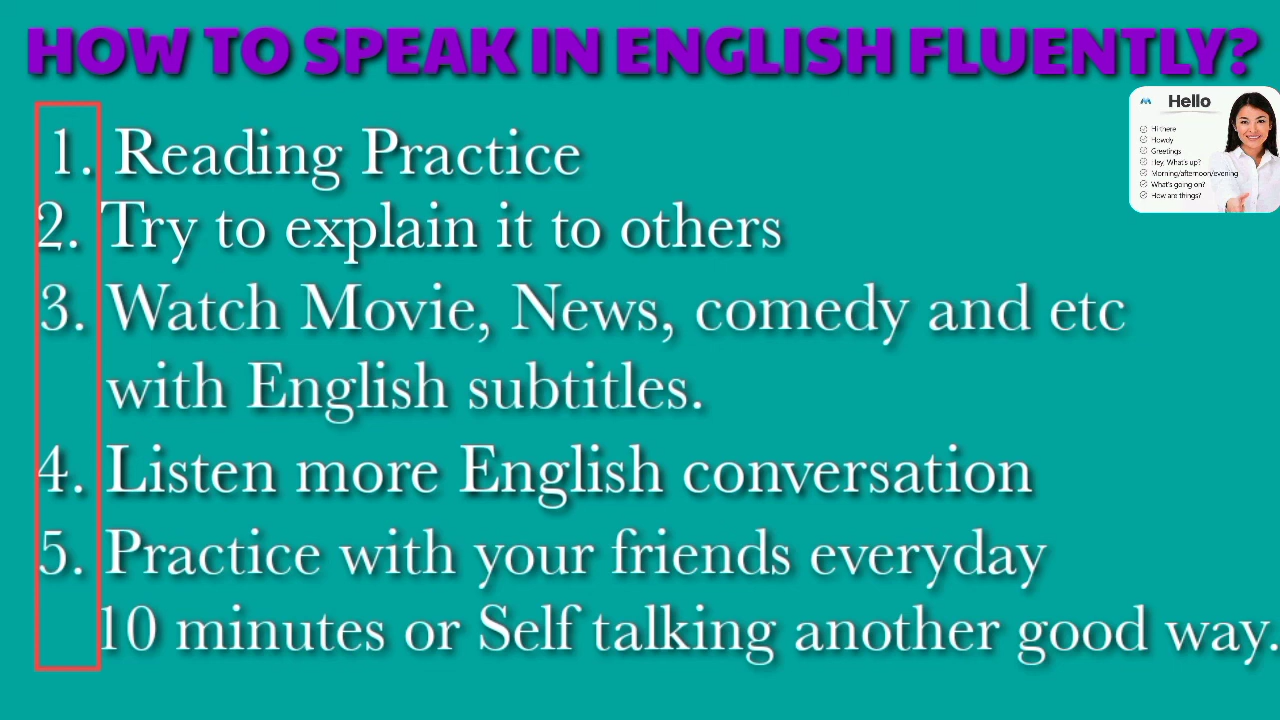 HOW TO SPEAK IN ENGLISH FLUENTLY?
1. Reading Practice
2. Try to explain it to others
3. Watch Movie, News, comedy and etc
with English subtitles.
4. Listen more English conversation
5. Practice with your friends everyday
10 minutes or Self talking another good way.
Hello
Hi there
Howdy
Greetings
Hey, What's up?
Morning/afternoon/evening
What's going on?
How are things?